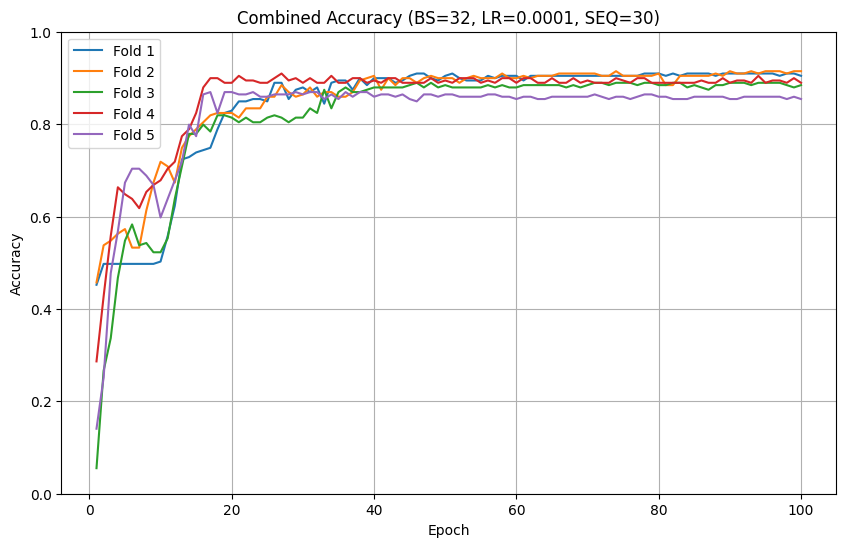 Combined Accuracy (BS=32, LR=0.0001, SEQ=30)
Fold 1
Fold 2
Fold 3
Fold 4
Fold 5
Accuracy
1.0
0.8
0.6
0.4
0.2
0.0
0 20 40 60 80 100
Epoch